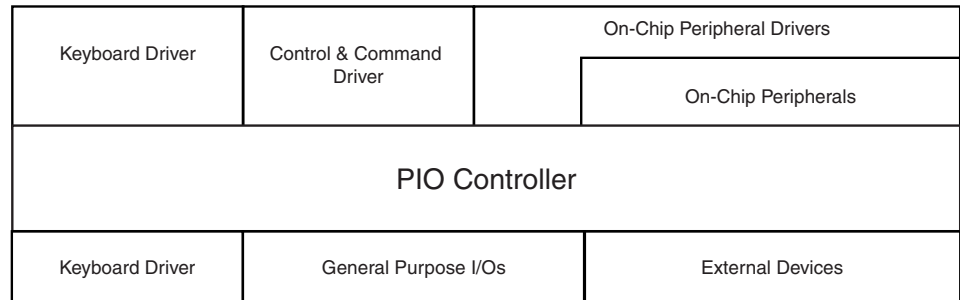 Keyboard Driver
Control & Command
Driver
On-Chip Peripheral Drivers
On-Chip Peripherals
PIO Controller
Keyboard Driver
General Purpose I/Os
External Devices